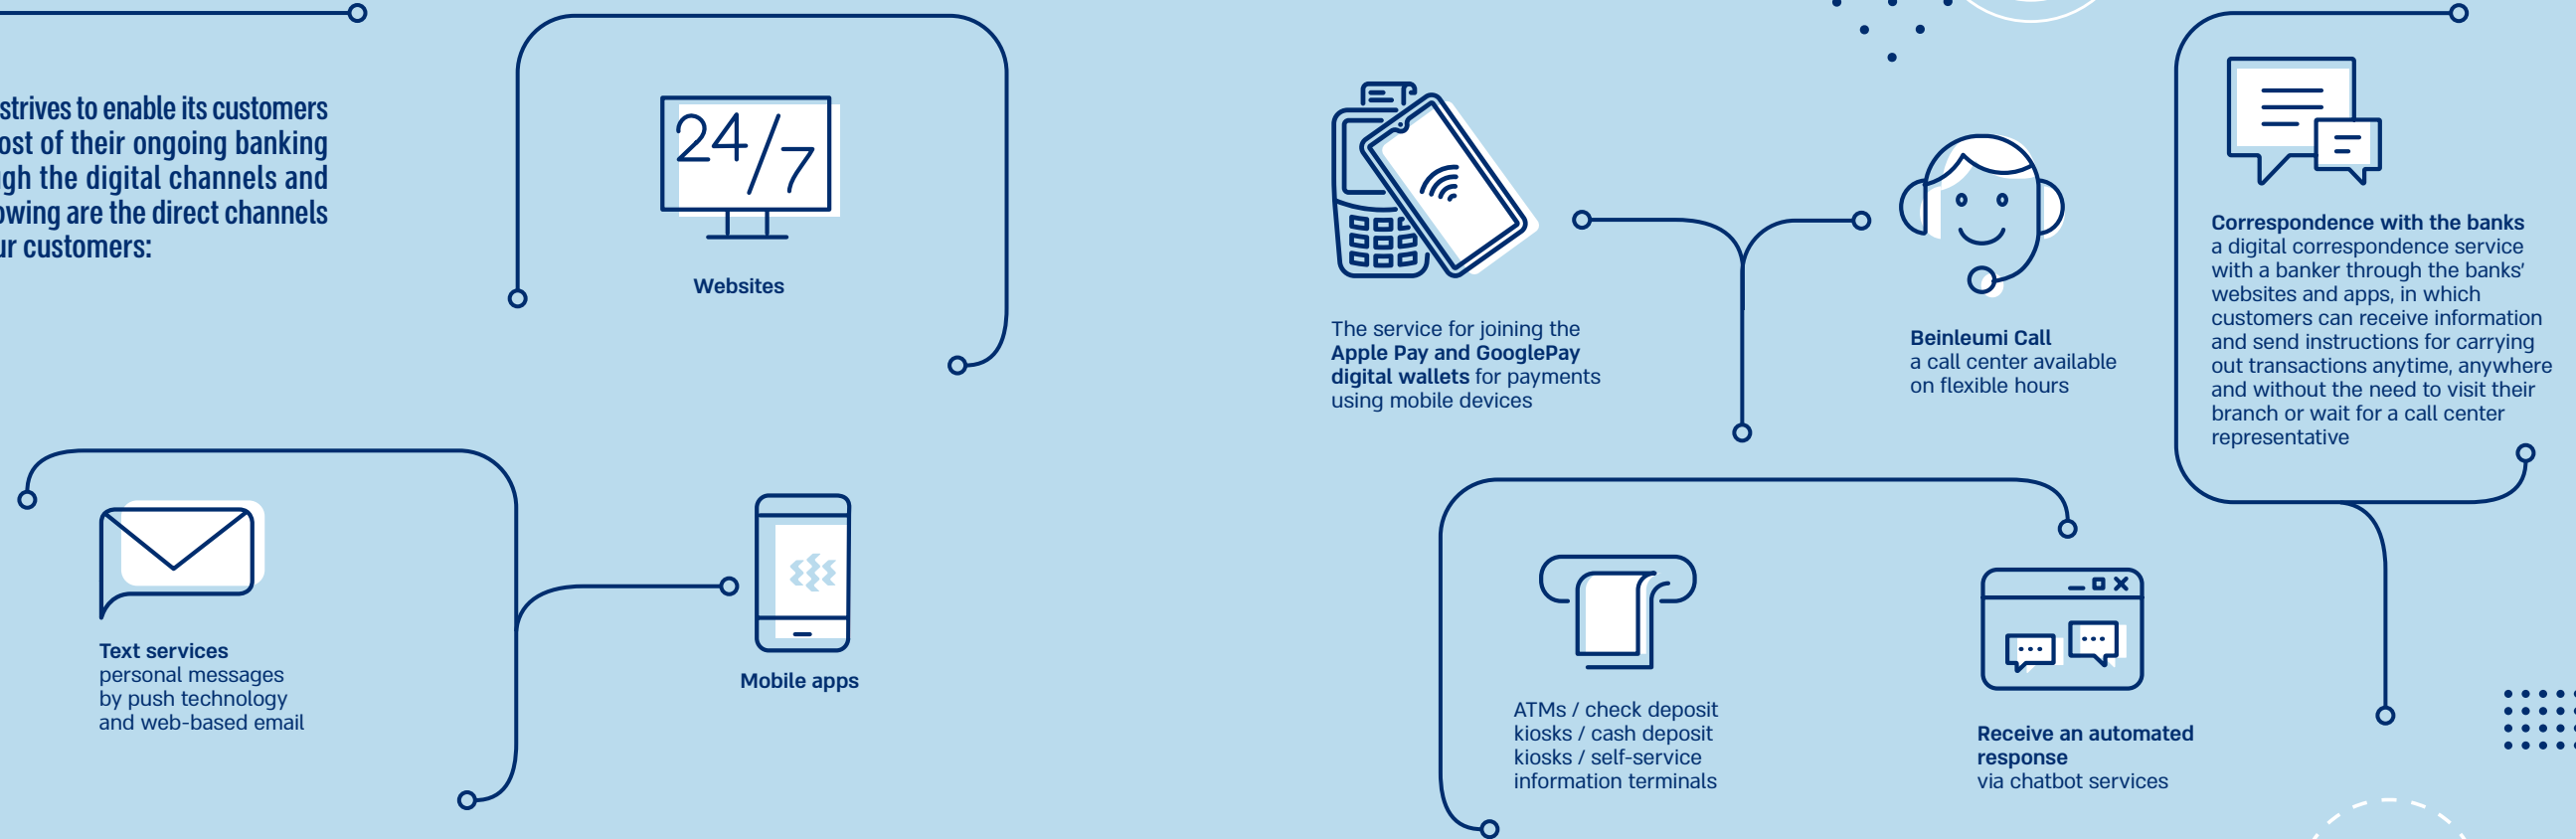 strives to enable its customers
of their ongoing banking
the digital channels and
are the direct channels
customers:
24/7
Websites
Text services
personal messages
by push technology
and web-based email
Mobile apps
The service for joining the
Apple Pay and GooglePay
digital wallets for payments
using mobile devices
Beinleumi Call
a call center available
on flexible hours
Correspondence with the banks
a digital correspondence service
with a banker through the banks’
websites and apps, in which
customers can receive information
and send instructions for carrying
out transactions anytime, anywhere
and without the need to visit their
branch or wait for a call center
representative
ATMs / check deposit
kiosks / cash deposit
kiosks / self-service
information terminals
Receive an automated
response
via chatbot services